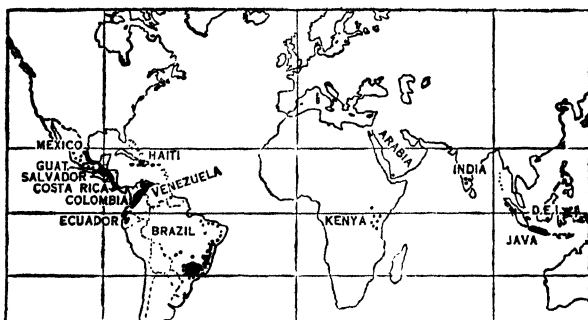 MEXICO
HAITI
GUAT.
SALVADOR
COSTA RICA
COLOMBIA
VENEZUELA
ECUADOR
BRAZIL
ARABIA
KENYA
INDIA
D.E.I.
JAVA